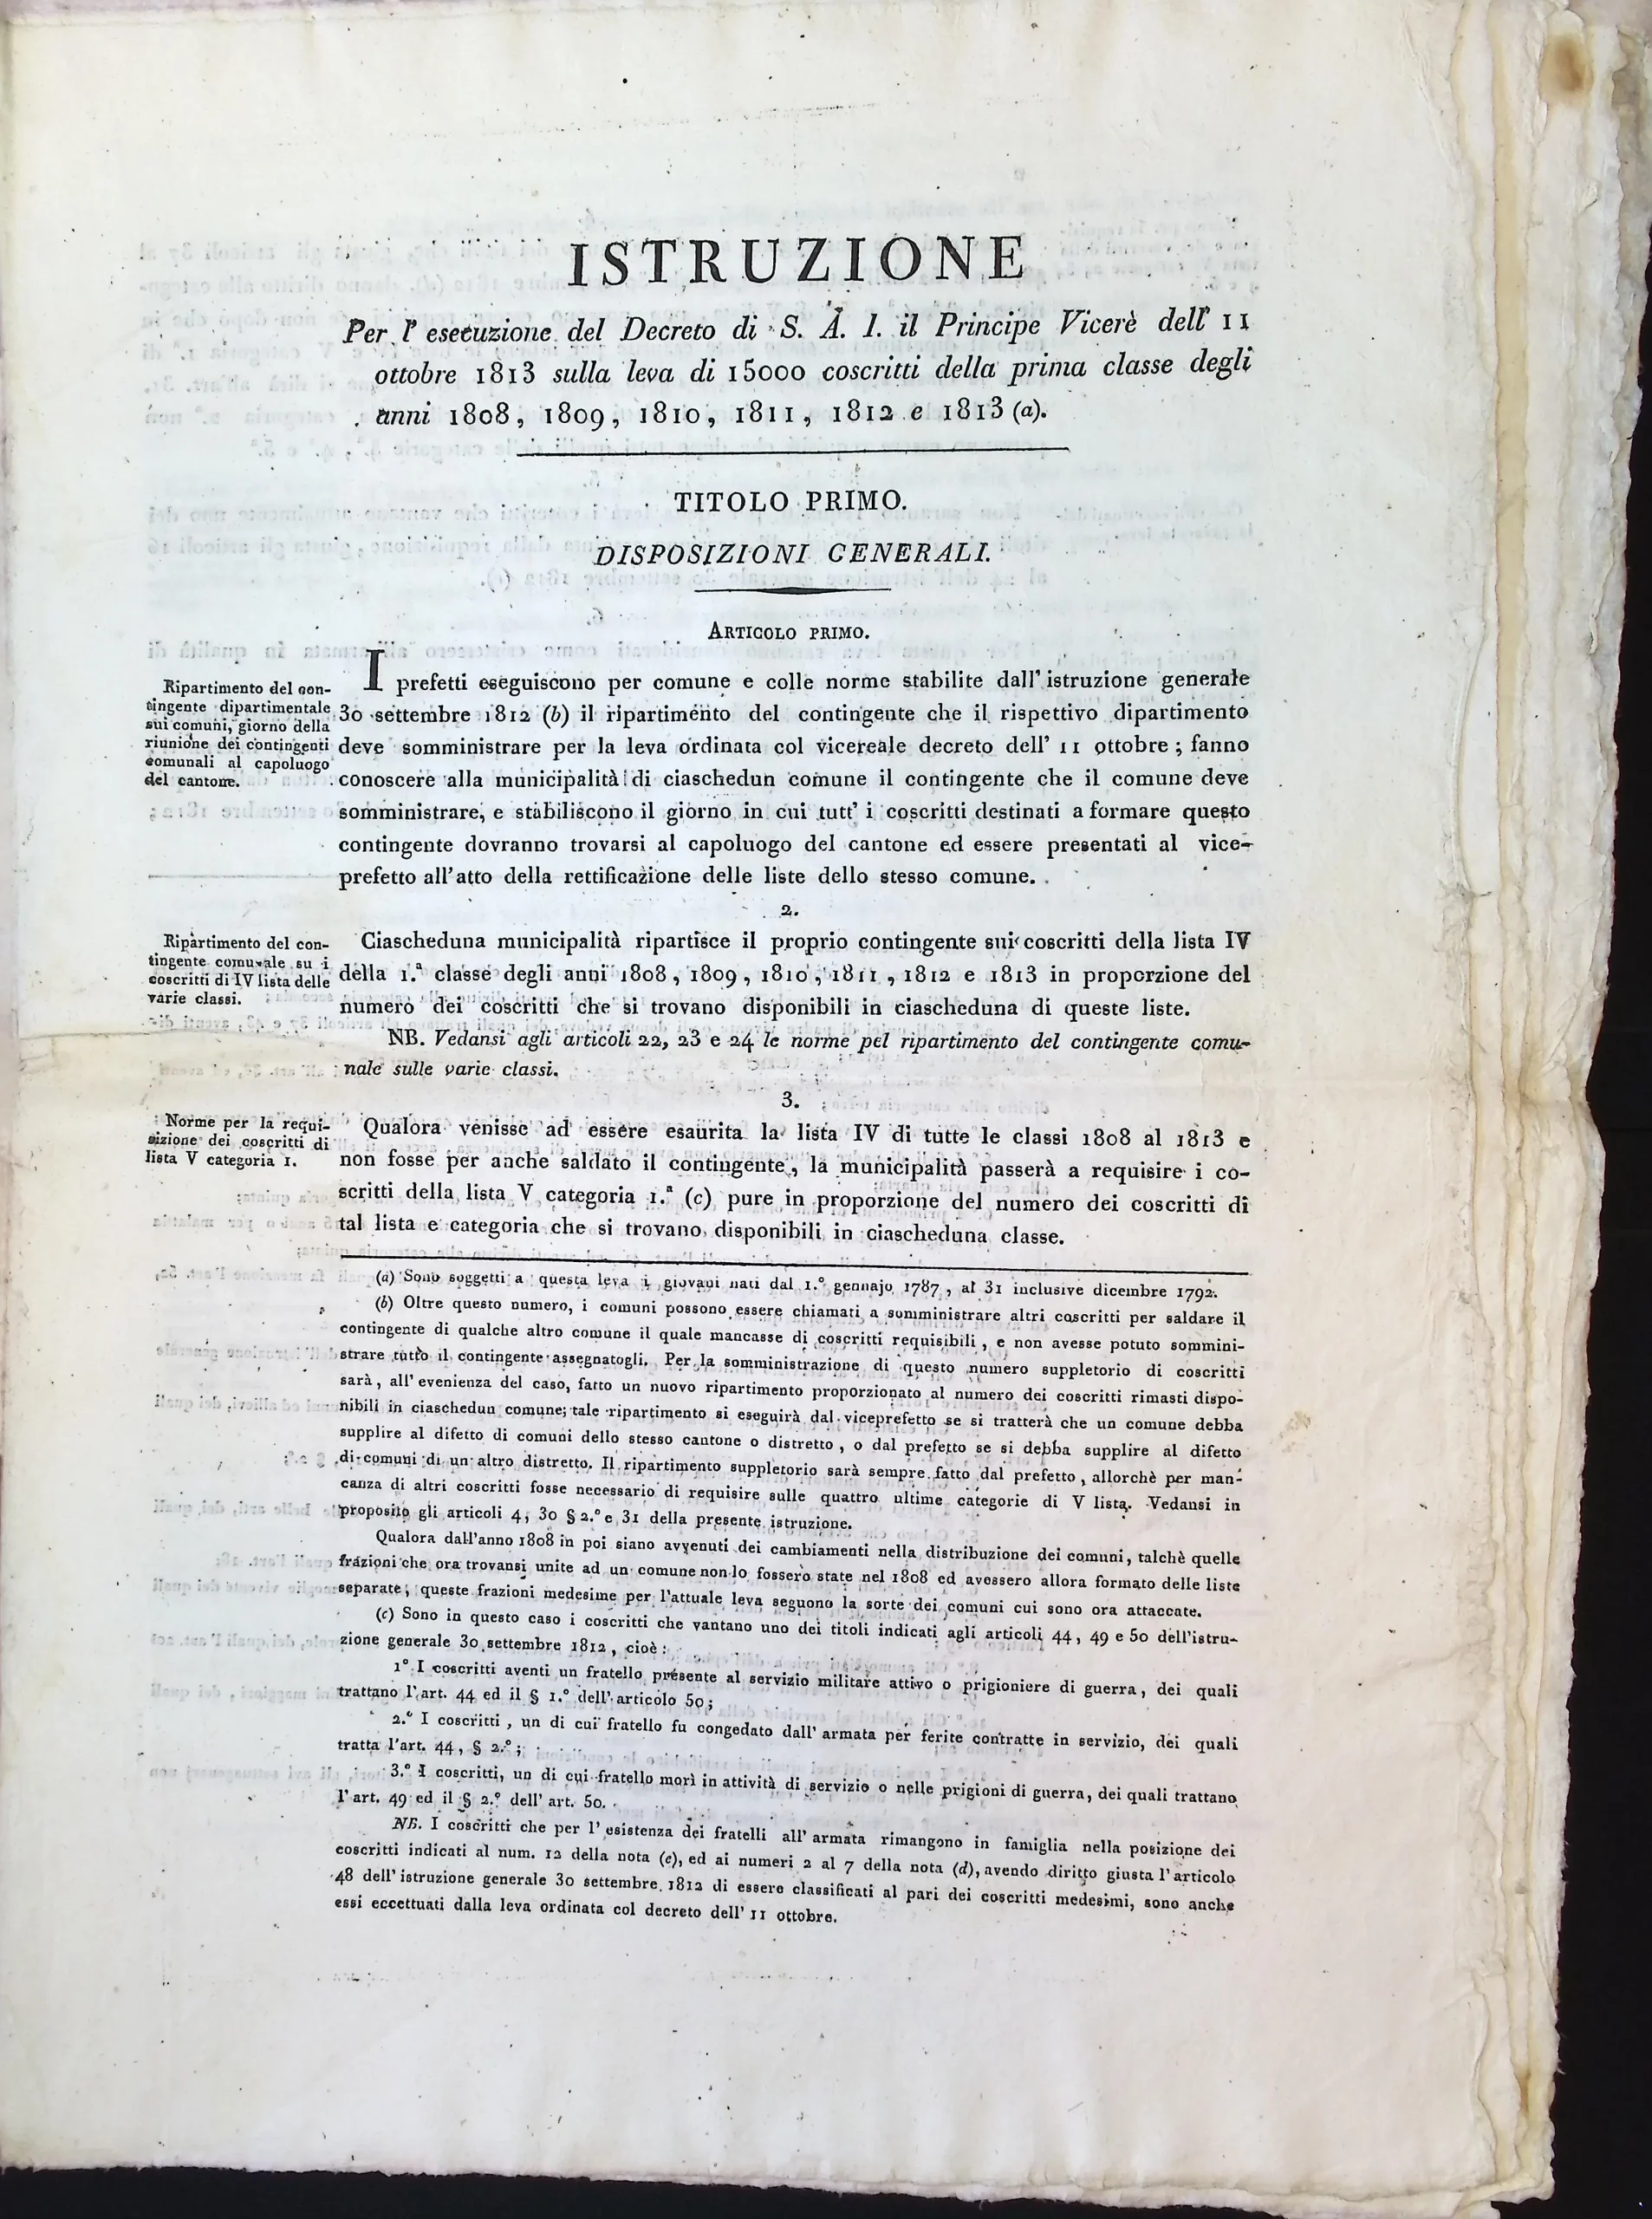 ISTRUZIONE
Per l' esecuzione del Decreto di S. A. I. il Principe Vicerè dell' 11
ottobre 1813 sulla leva di 15000 coscritti della prima classe degli
anni 1808, 1809, 1810, 1811, 1812 e 1813 (a).
TITOLO PRIMO.
DISPOSIZIONI GENERALI.
ARTICOLO PRIMO.
Ripartimento del con-
tingente dipartimentale
sui comuni, giorno della
riunione dei contingenti
comunali al capoluogo
del cantone.
I prefetti eseguiscono per comune e colle norme stabilite dall' istruzione generale
30 settembre 1812 (b) il ripartimento del contingente che il rispettivo dipartimento
deve somministrare per la leva ordinata col vicereale decreto dell' 11 ottobre; fanno
conoscere alla municipalità di ciaschedun comune il contingente che il comune deve
somministrare, e stabiliscono il giorno in cui tutt' i coscritti destinati a formare questo
contingente dovranno trovarsi al capoluogo del cantone ed essere presentati al vice-
prefetto all'atto della rettificazione delle liste dello stesso comune.
2.
Ripartimento del con-
tingente comunale su i
coscritti di IV lista delle
varie classi.
Ciascheduna municipalità ripartisce il proprio contingente sui coscritti della lista IV
della 1.ª classe degli anni 1808, 1809, 1810, 1811, 1812 e 1813 in proporzione del
numero dei coscritti che si trovano disponibili in ciascheduna di queste liste.
NB. Vedansi agli articoli 22, 23 e 24 le norme pel ripartimento del contingente comu-
nale sulle varie classi.
3.
Norme per la requi-
sizione dei coscritti di
lista V categoria 1.
Qualora venisse ad essere esaurita la lista IV di tutte le classi 1808 al 1813 e
non fosse per anche saldato il contingente, la municipalità passerà a requisire i co-
scritti della lista V categoria 1.ª (c) pure in proporzione del numero dei coscritti di
tal lista e categoria che si trovano disponibili in ciascheduna classe.
(a) Sono soggetti a questa leva i giovani nati dal 1.º gennajo 1787, al 31 inclusive dicembre 1792.
(b) Oltre questo numero, i comuni possono essere chiamati a somministrare altri coscritti per saldare il
contingente di qualche altro comune il quale mancasse di coscritti requisibili, e non avesse potuto sommini-
strare tutto il contingente assegnatogli. Per la somministrazione di questo numero suppletorio di coscritti
sarà, all' evenienza del caso, fatto un nuovo ripartimento proporzionato al numero dei coscritti rimasti dispo-
nibili in ciaschedun comune; tale ripartimento si eseguirà dal viceprefetto se si tratterà che un comune debba
supplire al difetto di comuni dello stesso cantone o distretto, o dal prefetto se si debba supplire al difetto
di comuni di un altro distretto. Il ripartimento suppletorio sarà sempre fatto dal prefetto, allorchè per man-
canza di altri coscritti fosse necessario di requisire sulle quattro ultime categorie di V lista. Vedansi in
proposito gli articoli 4, 30 § 2.º e 31 della presente istruzione.
Qualora dall'anno 1808 in poi siano avvenuti dei cambiamenti nella distribuzione dei comuni, talchè quelle
frazioni che ora trovansi unite ad un comune non lo fossero state nel 1808 ed avessero allora formato delle liste
separate, queste frazioni medesime per l'attuale leva seguono la sorte dei comuni cui sono ora attaccate.
(c) Sono in questo caso i coscritti che vantano uno dei titoli indicati agli articoli 44, 49 e 50 dell'istru-
zione generale 30 settembre 1812, cioè:
1º I coscritti aventi un fratello presente al servizio militare attivo o prigioniere di guerra, dei quali
trattano l'art. 44 ed il § 1.º dell' articolo 50;
2.º I coscritti, un di cui fratello fu congedato dall' armata per ferite contratte in servizio, dei quali
tratta l'art. 44, § 2.º;
3.º I coscritti, un di cui fratello morì in attività di servizio o nelle prigioni di guerra, dei quali trattano
l' art. 49 ed il § 2.º dell' art. 50.
NB. I coscritti che per l' esistenza dei fratelli all' armata rimangono in famiglia nella posizione dei
coscritti indicati al num. 12 della nota (c), ed ai numeri 2 al 7 della nota (d), avendo diritto giusta l' articolo
48 dell' istruzione generale 30 settembre 1812 di essere classificati al pari dei coscritti medesimi, sono anche
essi eccettuati dalla leva ordinata col decreto dell' 11 ottobre.